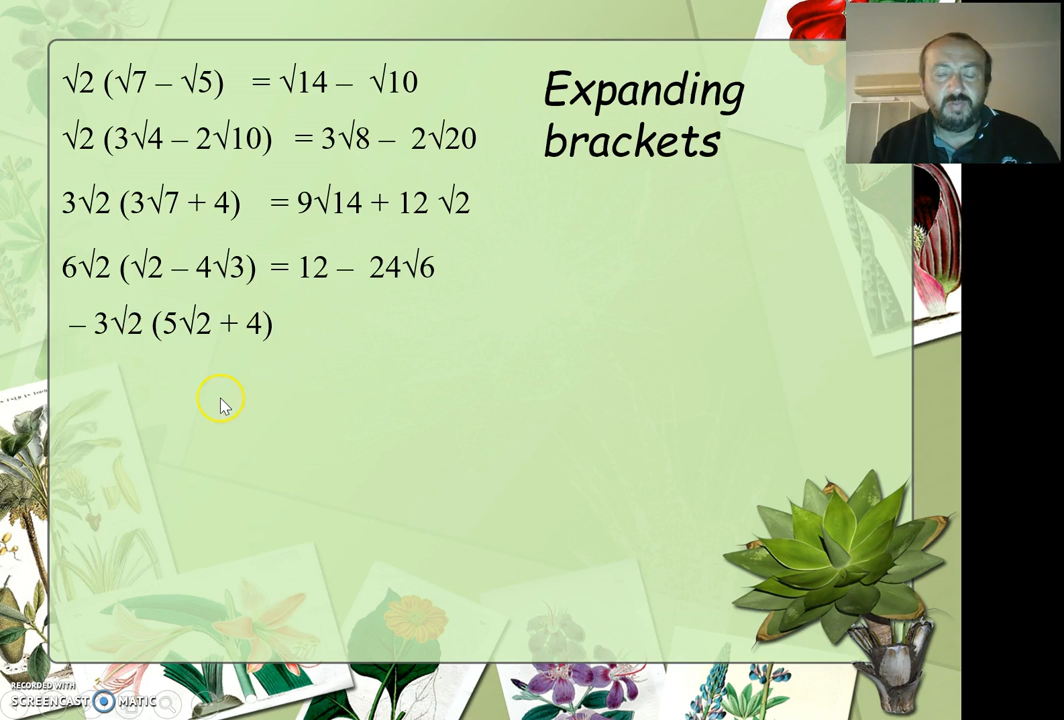 √2 (√7 – √5) = √14 – √10
Expanding
brackets
√2 (3√4 – 2√10) = 3√8 – 2√20
3√2 (3√7 + 4) = 9√14 + 12 √2
6√2 (√2 – 4√3) = 12 – 24√6
– 3√2 (5√2 + 4)
RECORDED WITH
SCREENCAST MATIC